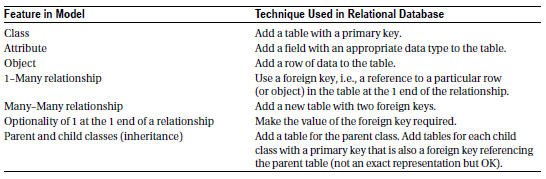 Feature in Model Technique Used in Relational Database
Class Add a table with a primary key.
Attribute Add a field with an appropriate data type to the table.
Object Add a row of data to the table.
1–Many relationship Use a foreign key, i.e., a reference to a particular row
(or object) in the table at the 1 end of the relationship.
Many–Many relationship Add a new table with two foreign keys.
Optionality of 1 at the 1 end of a relationship Make the value of the foreign key required.
Parent and child classes (inheritance) Add a table for the parent class. Add tables for each child
class with a primary key that is also a foreign key referencing
the parent table (not an exact representation but OK).